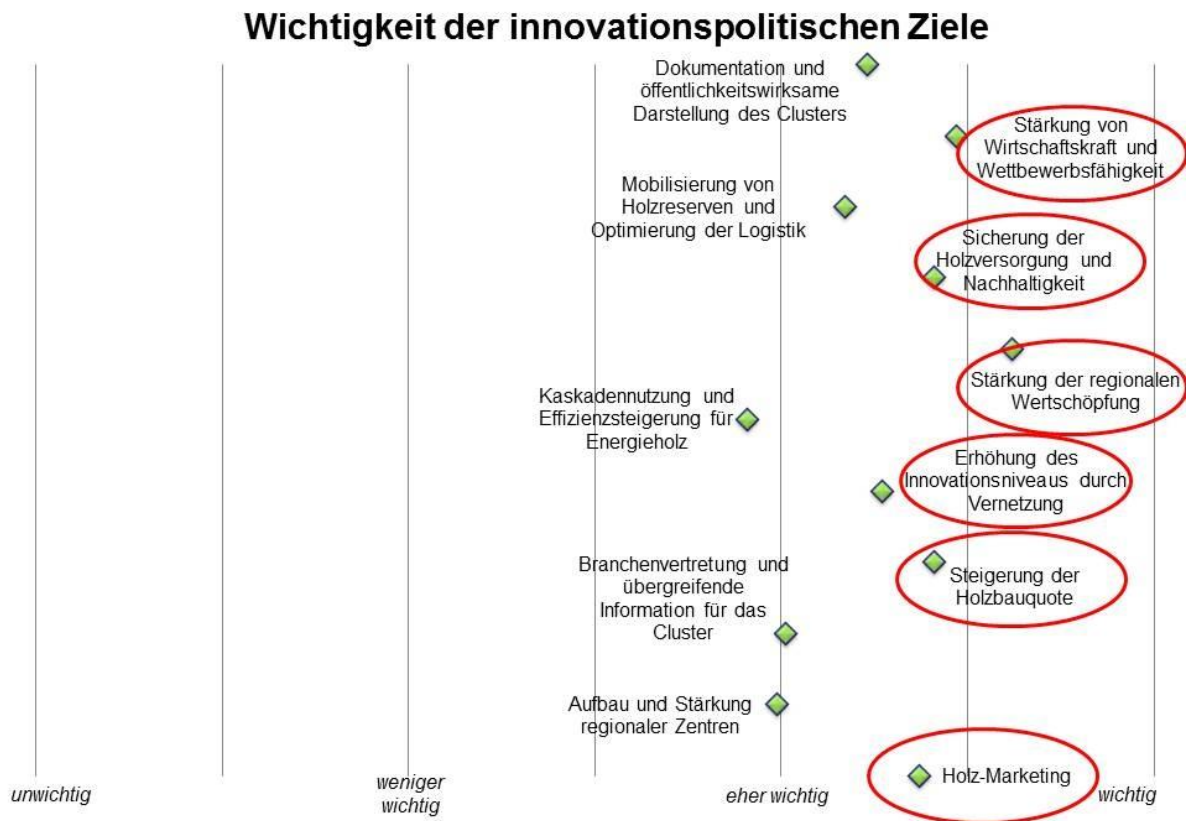 Wichtigkeit der innovationspolitischen Ziele
Dokumentation und
öffentlichkeitswirksame
Darstellung des Clusters
Stärkung von
Wirtschaftskraft und
Wettbewerbsfähigkeit
Mobilisierung von
Holzreserven und
Optimierung der Logistik
Sicherung der
Holzversorgung und
Nachhaltigkeit
Stärkung der regionalen
Wertschöpfung
Kaskadennutzung und
Effizienzsteigerung für
Energieholz
Erhöhung des
Innovationsniveaus durch
Vernetzung
Branchenvertretung und
übergreifende
Information für das
Cluster
Steigerung der
Holzbauquote
Aufbau und Stärkung
regionaler Zentren
Holz-Marketing
unwichtig
weniger
wichtig
eher wichtig
wichtig